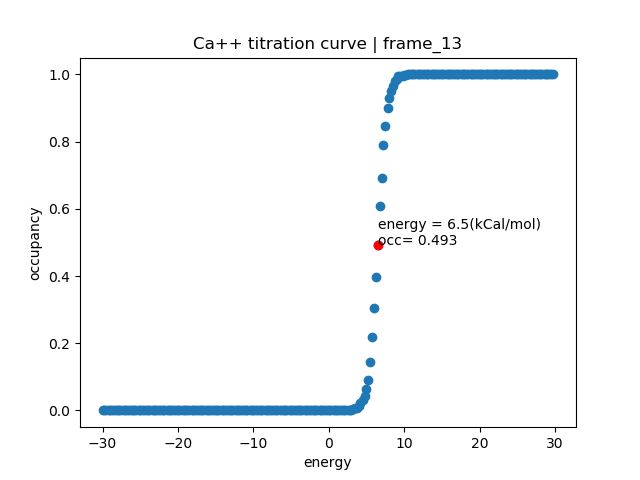 Ca++ titration curve | frame_13
1.0
0.8
0.6
0.4
0.2
0.0
occupancy
energy = 6.5(kCal/mol)
occ= 0.493
−30
−20
−10
0
10
20
30
energy